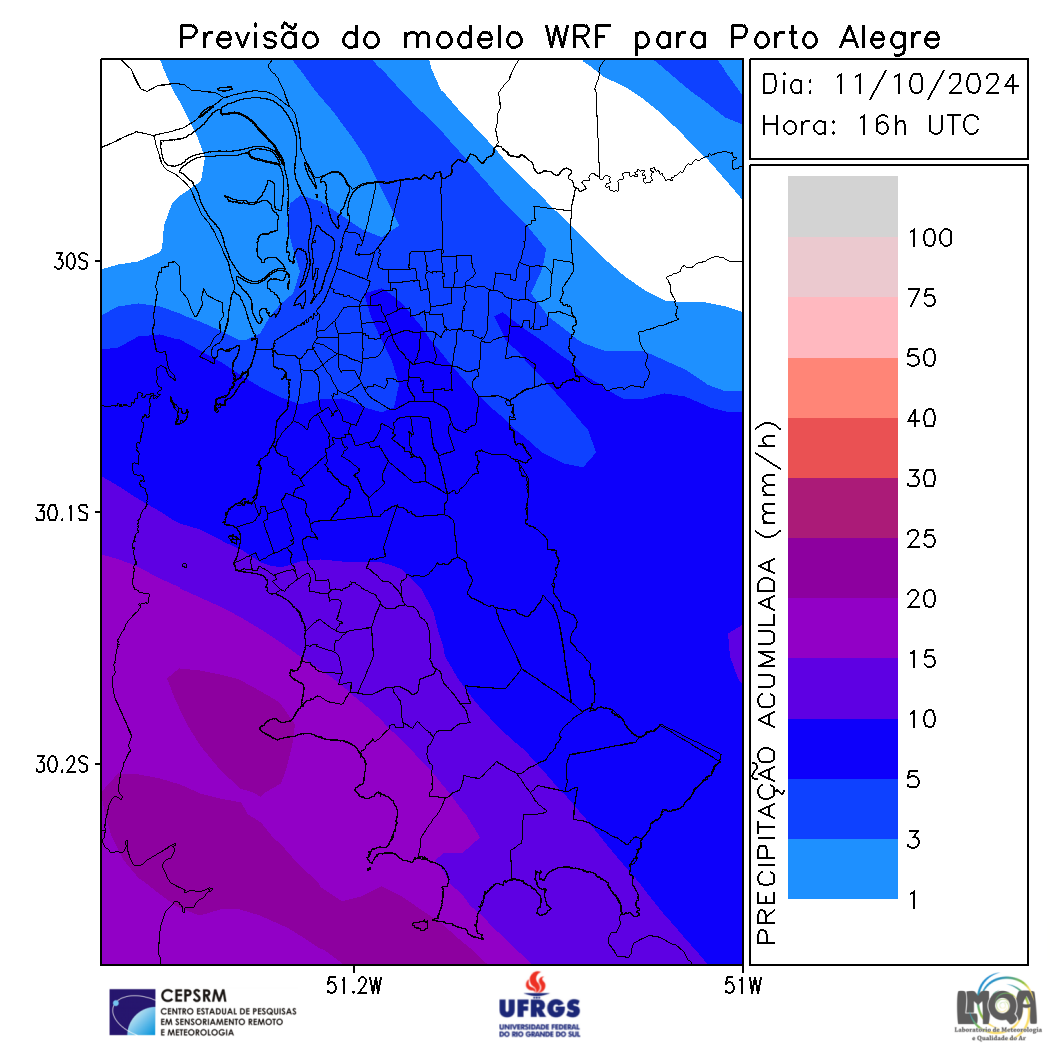 Previsão do modelo WRF para Porto Alegre
Dia: 11/10/2024
Hora: 16h UTC
30S
30.1S
30.2S
51.2W
51W
PRECIPITAÇÃO ACUMULADA (mm/h)
100
75
50
40
30
25
20
15
10
5
3
1
CEPSRM
CENTRO ESTADUAL DE PESQUISAS
EM SENSORIAMENTO REMOTO
E METEOROLOGIA
UFRGS
UNIVERSIDADE FEDERAL
DO RIO GRANDE DO SUL
LMQA
Laboratório de Meteorologia
e Qualidade do Ar